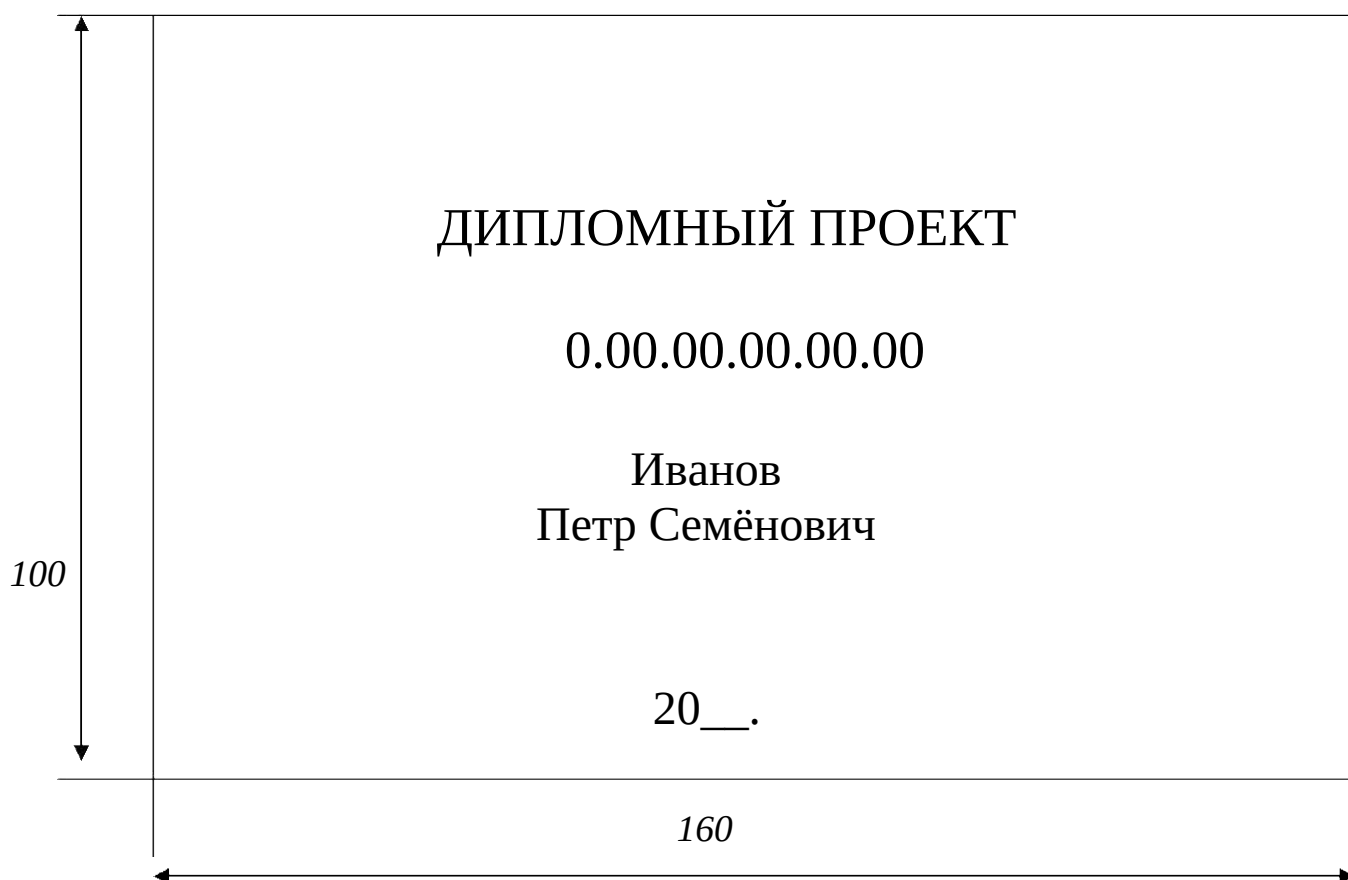 ДИПЛОМНЫЙ ПРОЕКТ
0.00.00.00.00.00
Иванов
Петр Семёнович
100
20__.
160